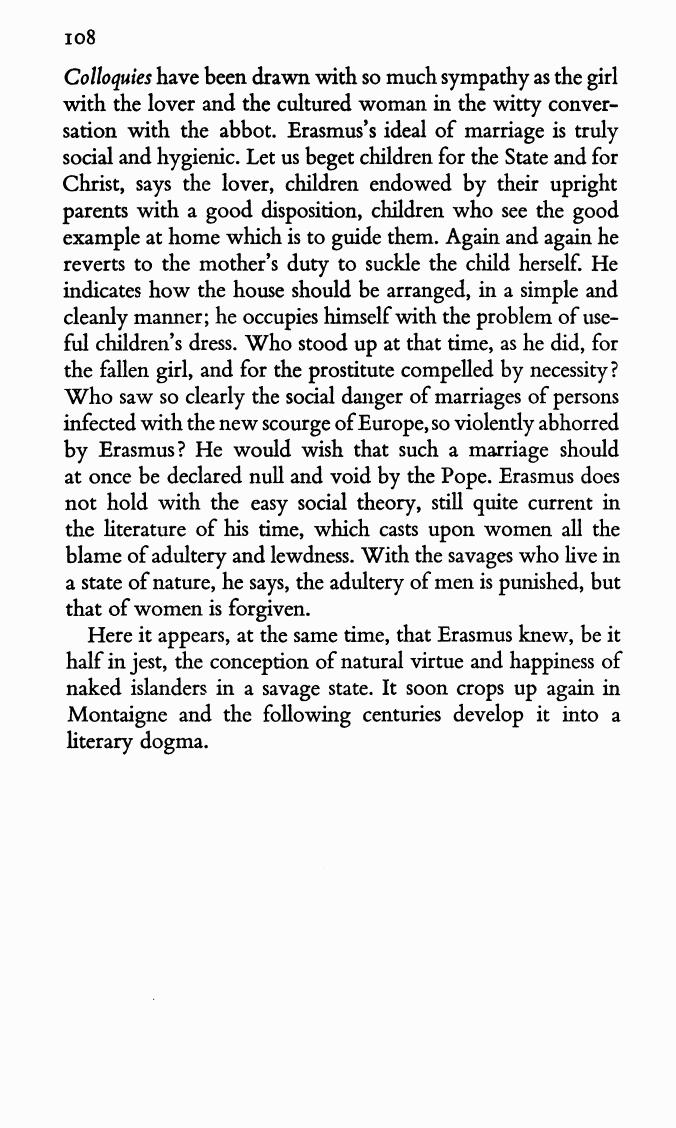 108
Colloquies have been drawn with so much sympathy as the girl
with the lover and the cultured woman in the witty conver-
sation with the abbot. Erasmus's ideal of marriage is truly
social and hygienic. Let us beget children for the State and for
Christ, says the lover, children endowed by their upright
parents with a good disposition, children who see the good
example at home which is to guide them. Again and again he
reverts to the mother's duty to suckle the child herself. He
indicates how the house should be arranged, in a simple and
cleanly manner; he occupies himself with the problem of use-
ful children's dress. Who stood up at that time, as he did, for
the fallen girl, and for the prostitute compelled by necessity?
Who saw so clearly the social danger of marriages of persons
infected with the new scourge of Europe, so violently abhorred
by Erasmus? He would wish that such a marriage should
at once be declared null and void by the Pope. Erasmus does
not hold with the easy social theory, still quite current in
the literature of his time, which casts upon women all the
blame of adultery and lewdness. With the savages who live in
a state of nature, he says, the adultery of men is punished, but
that of women is forgiven.
Here it appears, at the same time, that Erasmus knew, be it
half in jest, the conception of natural virtue and happiness of
naked islanders in a savage state. It soon crops up again in
Montaigne and the following centuries develop it into a
literary dogma.